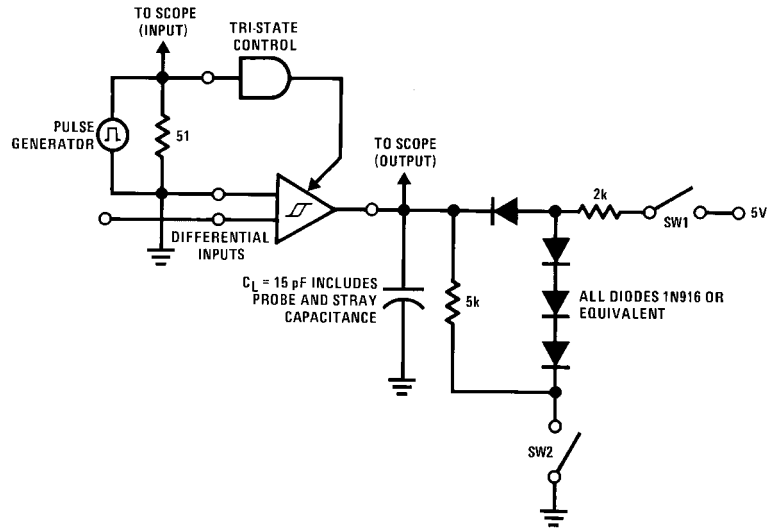 TO SCOPE
(INPUT)
TRI-STATE
CONTROL
PULSE
GENERATOR
51
TO SCOPE
(OUTPUT)
DIFFERENTIAL
INPUTS
2k
SW1
5V
CL = 15 pF INCLUDES
PROBE AND STRAY
CAPACITANCE
5k
ALL DIODES 1N916 OR
EQUIVALENT
SW2